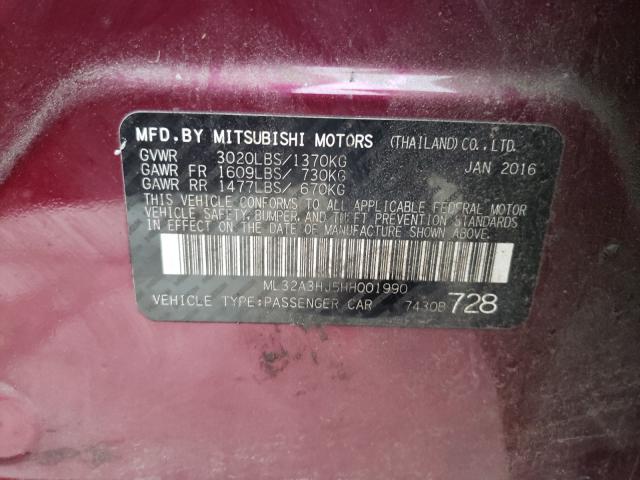 MFD.BY MITSUBISHI MOTORS (THAILAND) CO.,LTD.
GVWR 3020LBS/1370KG JAN 2016
GAWR FR 1609LBS/ 730KG
GAWR RR 1477LBS/ 670KG
THIS VEHICLE CONFORMS TO ALL APPLICABLE FEDERAL MOTOR
VEHICLE SAFETY, BUMPER, AND THEFT PREVENTION STANDARDS
IN EFFECT ON THE DATE OF MANUFACTURE SHOWN ABOVE.
ML32A3HJ5HH001990
VEHICLE TYPE:PASSENGER CAR 7430B 728